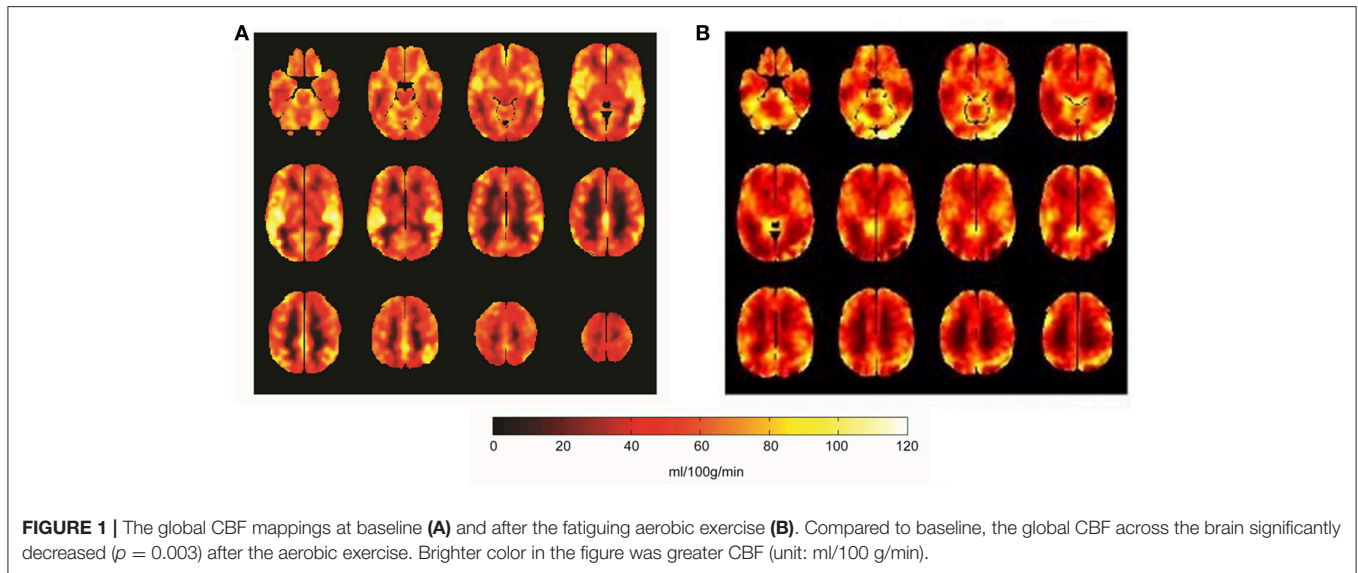 A
B
0 20 40 60 80 100 120
ml/100g/min
FIGURE 1 | The global CBF mappings at baseline (A) and after the fatiguing aerobic exercise (B). Compared to baseline, the global CBF across the brain significantly
decreased (p = 0.003) after the aerobic exercise. Brighter color in the figure was greater CBF (unit: ml/100 g/min).